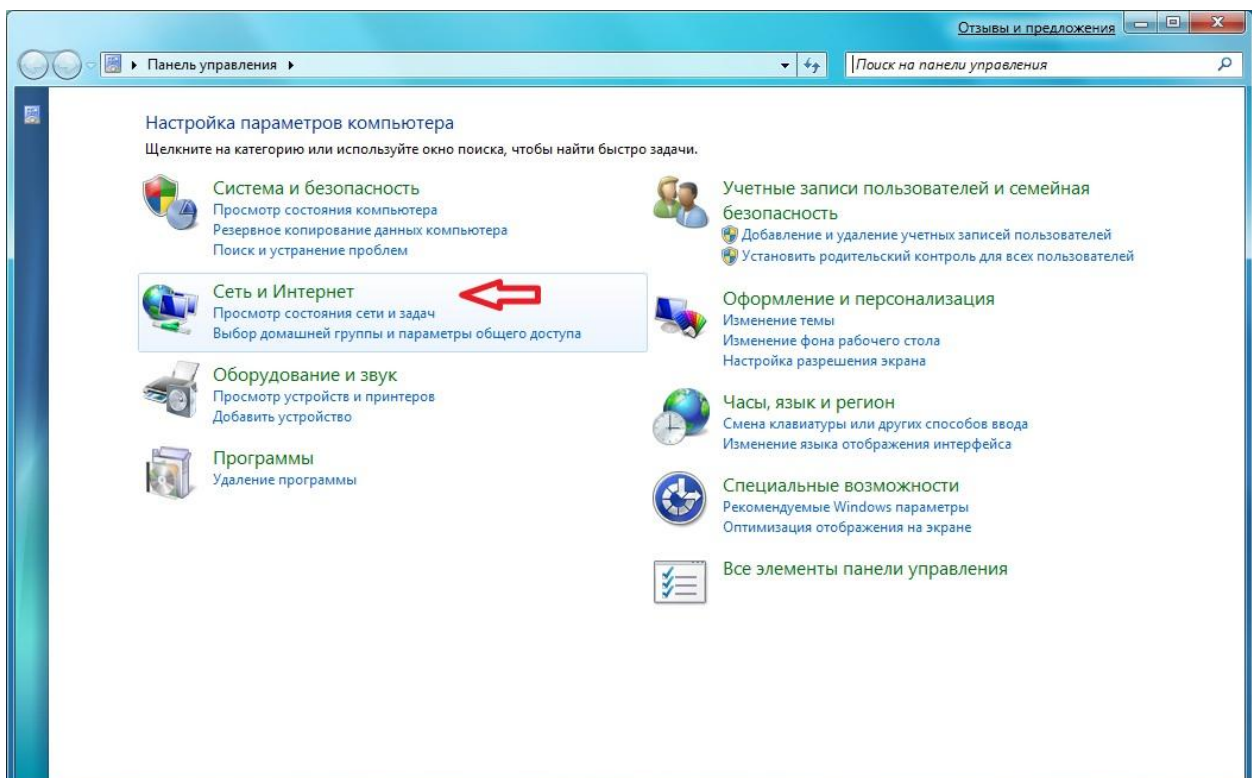 Отзывы и предложения
Панель управления
Поиск на панели управления
Настройка параметров компьютера
Щелкните на категорию или используйте окно поиска, чтобы найти быстро задачи.
Система и безопасность
Просмотр состояния компьютера
Резервное копирование данных компьютера
Поиск и устранение проблем
Сеть и Интернет
Просмотр состояния сети и задач
Выбор домашней группы и параметры общего доступа
Оборудование и звук
Просмотр устройств и принтеров
Добавить устройство
Программы
Удаление программы
Учетные записи пользователей и семейная
безопасность
Добавление и удаление учетных записей пользователей
Установить родительский контроль для всех пользователей
Оформление и персонализация
Изменение темы
Изменение фона рабочего стола
Настройка разрешения экрана
Часы, язык и регион
Смена клавиатуры или других способов ввода
Изменение языка отображения интерфейса
Специальные возможности
Рекомендуемые Windows параметры
Оптимизация отображения на экране
Все элементы панели управления